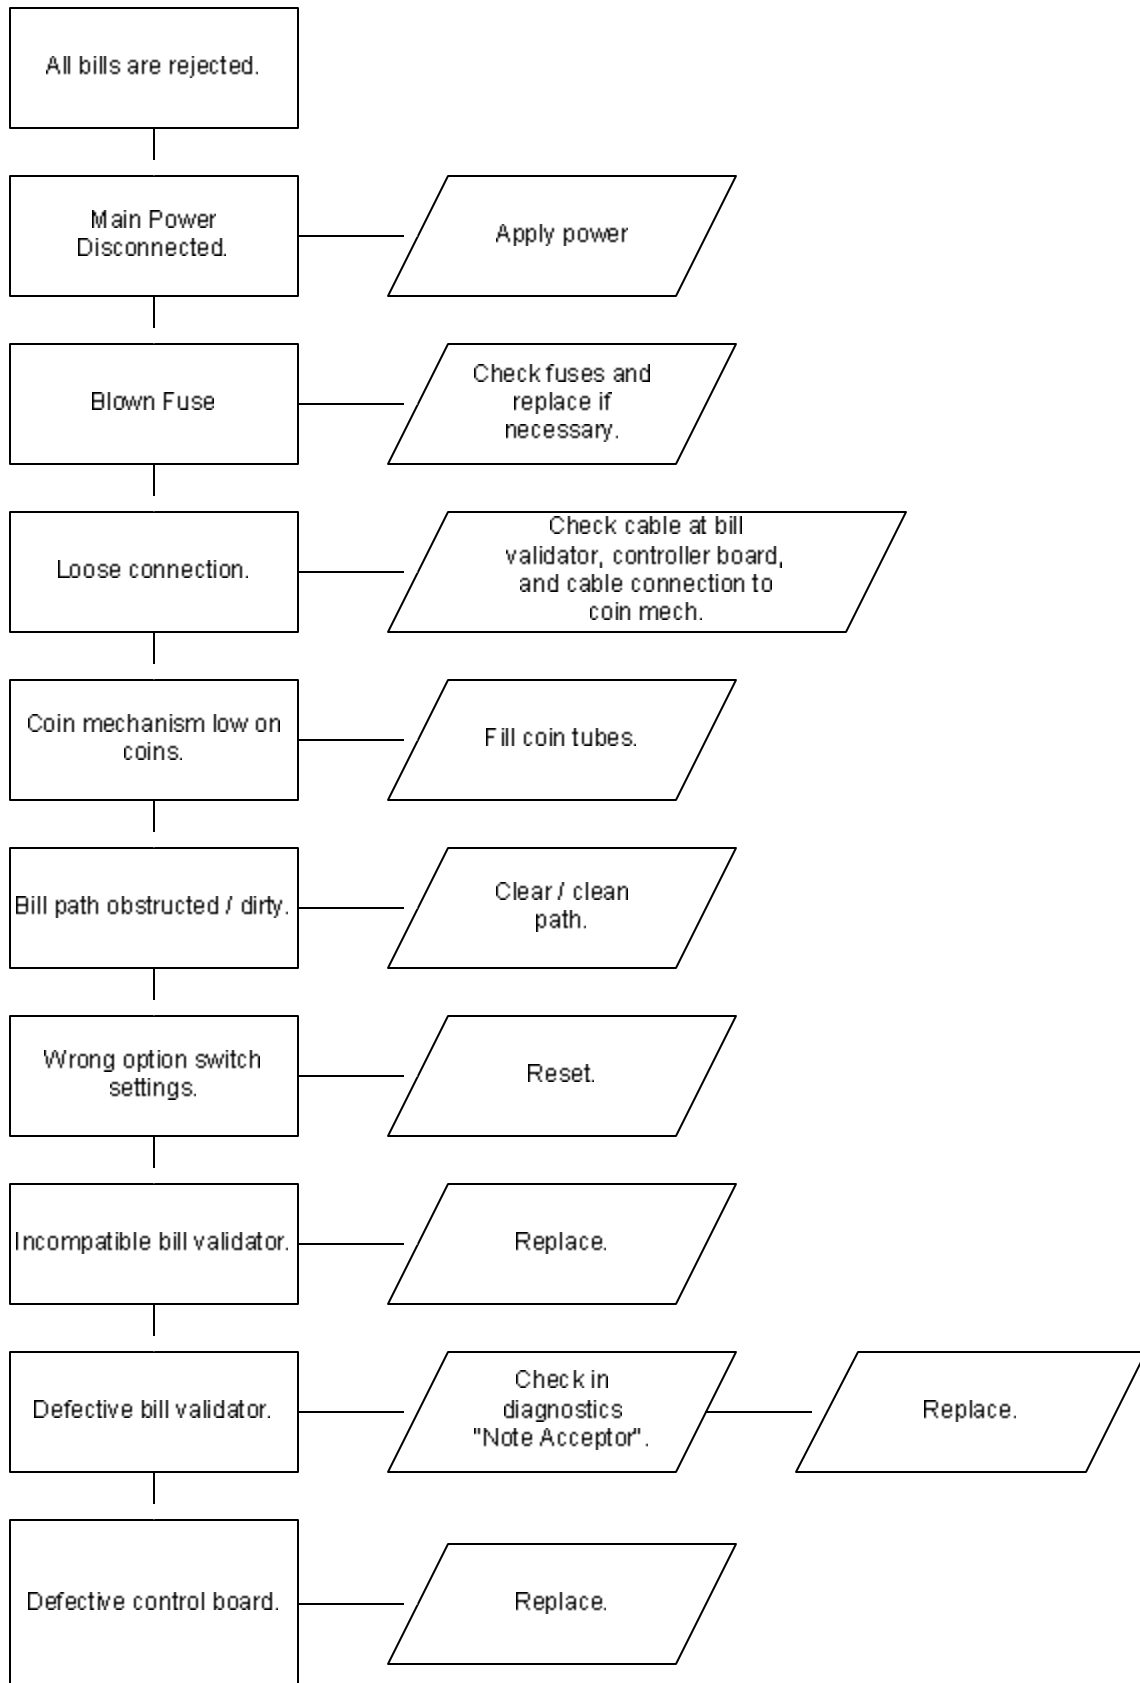 All bills are rejected.
Main Power
Disconnected.
Apply power
Blown Fuse
Check fuses and
replace if
necessary.
Loose connection.
Check cable at bill
validator, controller board,
and cable connection to
coin mech.
Coin mechanism low on
coins.
Fill coin tubes.
Bill path obstructed / dirty.
Clear / clean
path.
Wrong option switch
settings.
Reset.
Incompatible bill validator.
Replace.
Defective bill validator.
Check in
diagnostics
"Note Acceptor".
Replace.
Defective control board.
Replace.